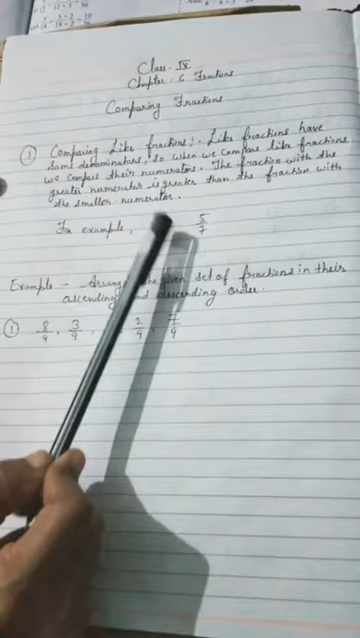 Class - IV
Chapter - 6 Fractions
Comparing Fractions
① Comparing Like fractions :- Like fractions have
same denominators, so when we compare like fractions
we compare their numerators. The fraction with the
greater numerator is greater than the fraction with
the smaller numerator.
For example, 5/7
Example - Arrange the given set of fractions in their
ascending and descending order.
① 8/9, 3/9, 2/9, 7/9